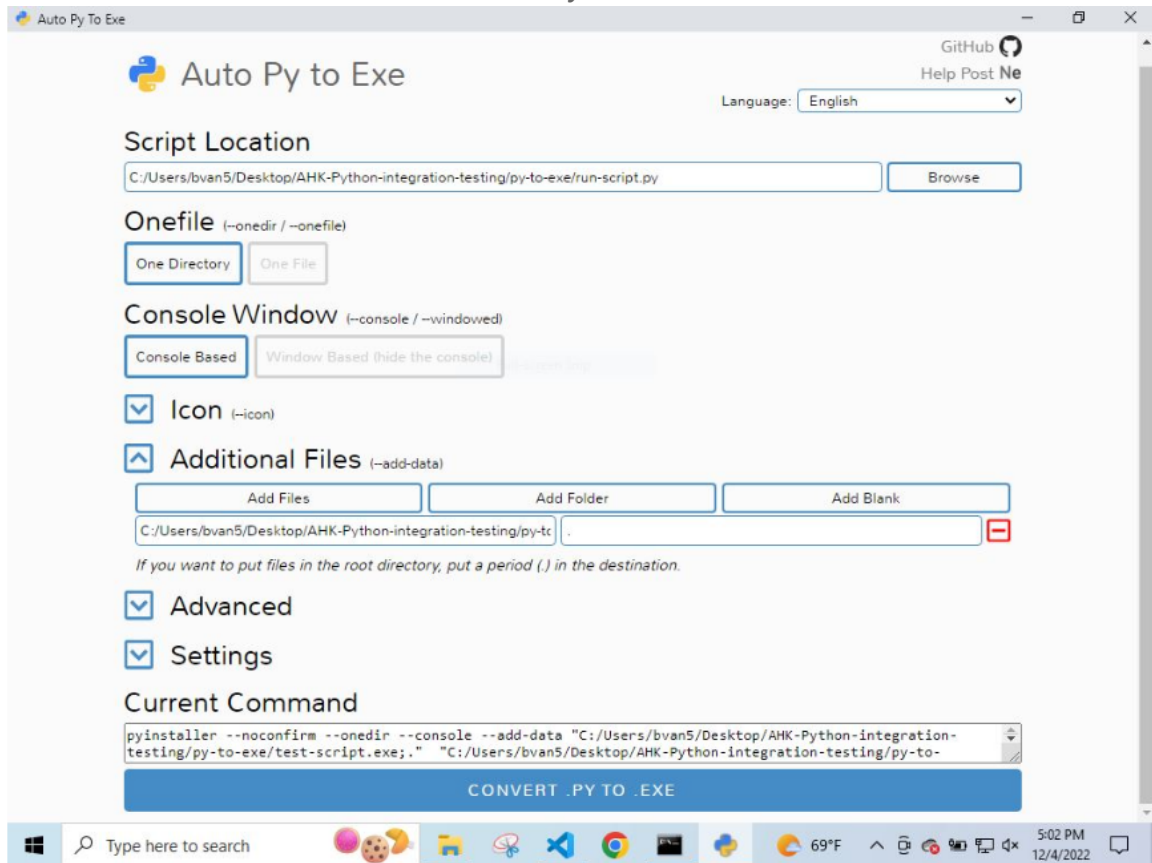 Auto Py To Exe
GitHub
Auto Py to Exe
Help Post Ne
Language: English
Script Location
C:/Users/bvan5/Desktop/AHK-Python-integration-testing/py-to-exe/run-script.py Browse
Onefile (--onedir / --onefile)
One Directory One File
Console Window (--console / --windowed)
Console Based Window Based (hide the console)
Icon (--icon)
Additional Files (--add-data)
Add Files Add Folder Add Blank
C:/Users/bvan5/Desktop/AHK-Python-integration-testing/py-to .
If you want to put files in the root directory, put a period (.) in the destination.
Advanced
Settings
Current Command
pyinstaller --noconfirm --onedir --console --add-data "C:/Users/bvan5/Desktop/AHK-Python-integration-
testing/py-to-exe/test-script.exe;." "C:/Users/bvan5/Desktop/AHK-Python-integration-testing/py-to-
CONVERT .PY TO .EXE
Type here to search 69°F 5:02 PM
12/4/2022